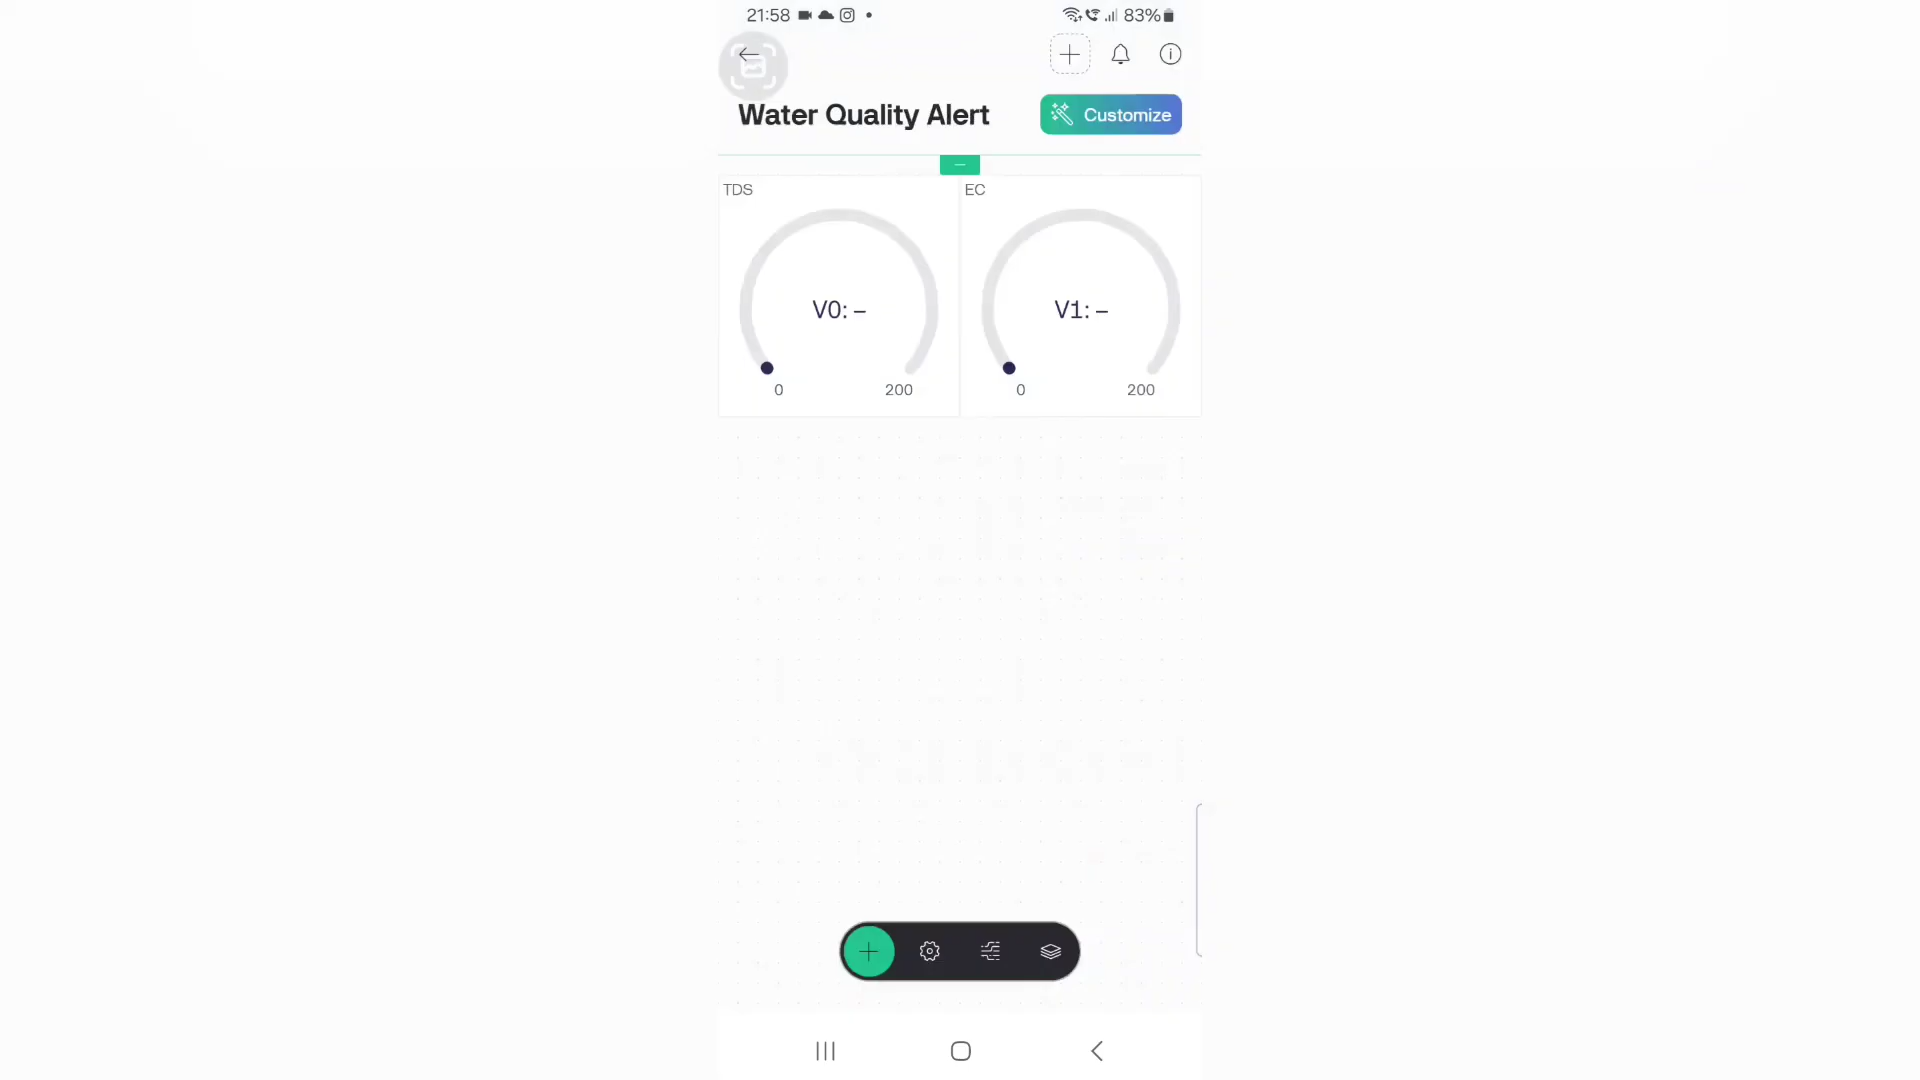 21:58 83%
Water Quality Alert
Customize
TDS
EC
V0: –
V1: –
0 200
0 200